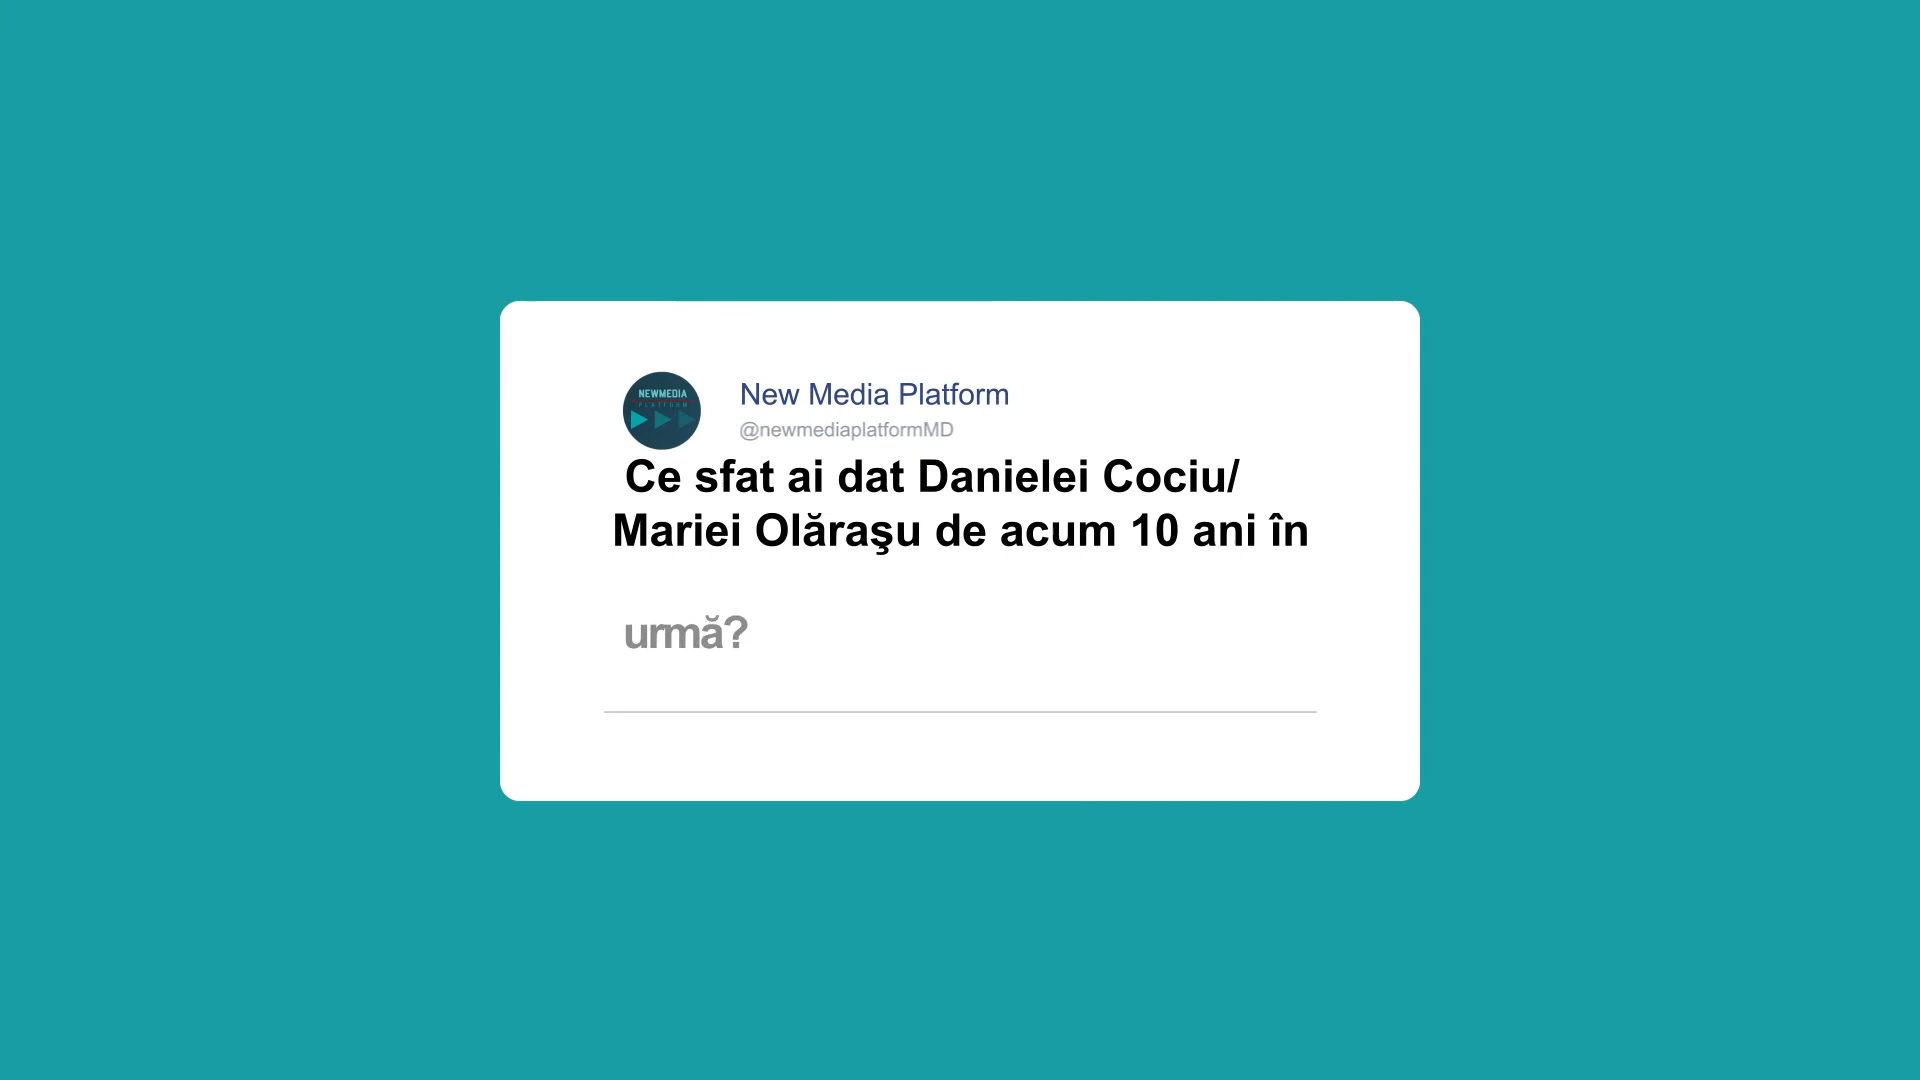 NEWMEDIA
PLATFORM
New Media Platform
@newmediaplatformMD
Ce sfat ai dat Danielei Cociu/
Mariei Olăraşu de acum 10 ani în
urmă?